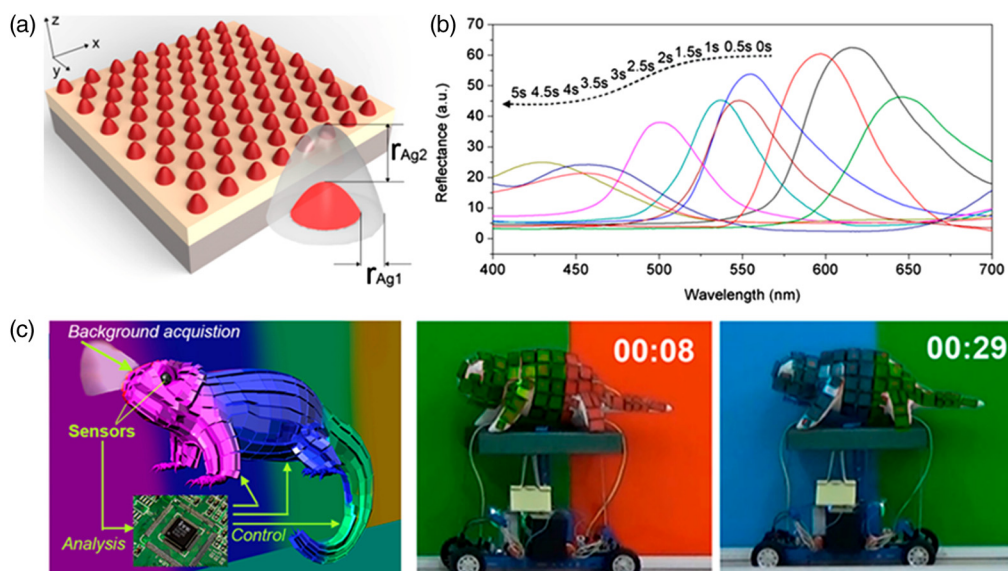 (a)
z
x
y
rAg2
rAg1
(b)
70
60
50
40
30
20
10
0
Reflectance (a.u.)
5s 4.5s 4s 3.5s 3s 2.5s 2s 1.5s 1s 0.5s 0s
400 450 500 550 600 650 700
Wavelength (nm)
(c)
Background acquistion
Sensors
Analysis
Control
00:08
00:29